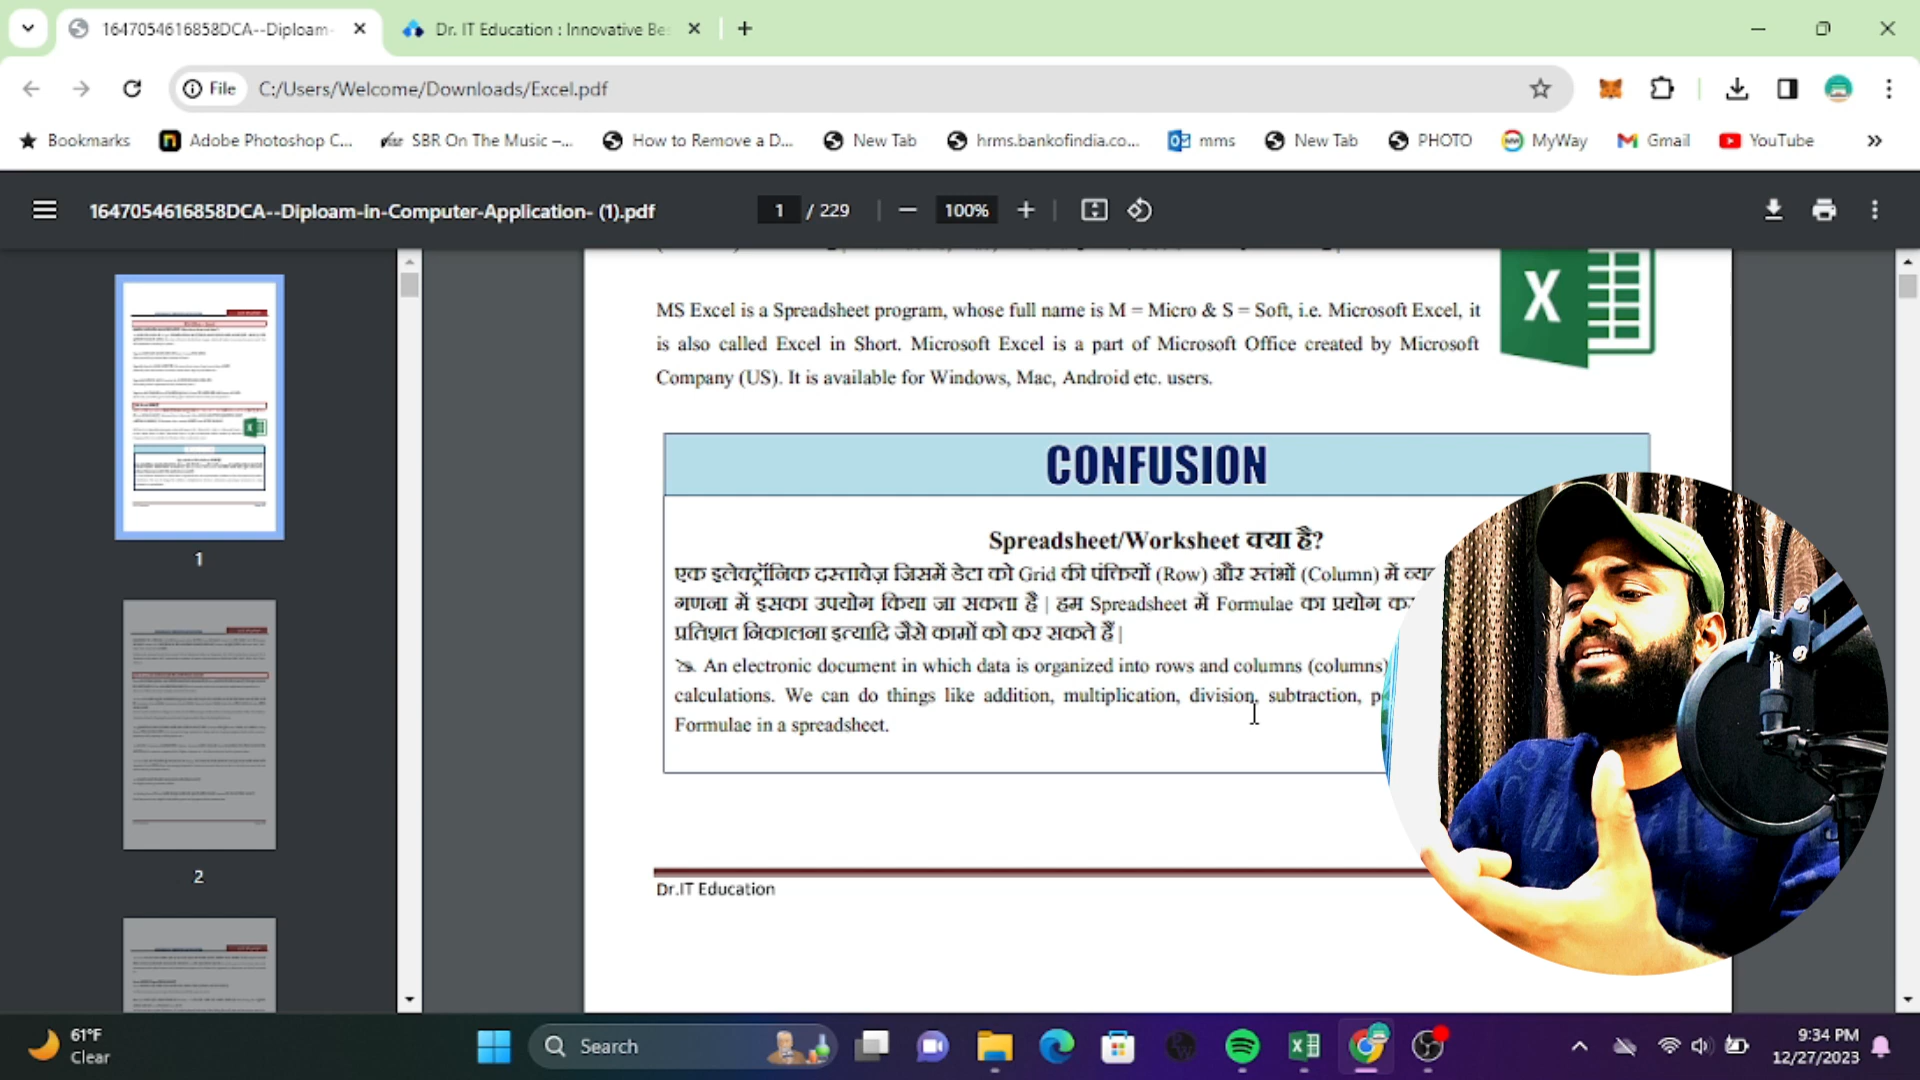 1647054616858DCA--Diploam-
Dr. IT Education : Innovative Be
File
C:/Users/Welcome/Downloads/Excel.pdf
Bookmarks
Adobe Photoshop C...
SBR On The Music –...
How to Remove a D...
New Tab
hrms.bankofindia.co...
mms
New Tab
PHOTO
MyWay
Gmail
YouTube
1647054616858DCA--Diploam-in-Computer-Application- (1).pdf
1 / 229
100%
MS Excel is a Spreadsheet program, whose full name is M = Micro & S = Soft, i.e. Microsoft Excel, it
is also called Excel in Short. Microsoft Excel is a part of Microsoft Office created by Microsoft
Company (US). It is available for Windows, Mac, Android etc. users.
X
CONFUSION
Spreadsheet/Worksheet क्या है?
एक इलेक्ट्रॉनिक दस्तावेज़ जिसमें डेटा को Grid की पंक्तियों (Row) और स्तंभों (Column) में
गणना में इसका उपयोग किया जा सकता है | हम Spreadsheet में Formulae का प्रयोग
प्रतिशत निकालना इत्यादि जैसे कामों को कर सकते हैं |
An electronic document in which data is organized into rows and columns (columns)
calculations. We can do things like addition, multiplication, division, subtraction,
Formulae in a spreadsheet.
Dr.IT Education
1
2
61°F
Clear
Search
9:34 PM
12/27/2023